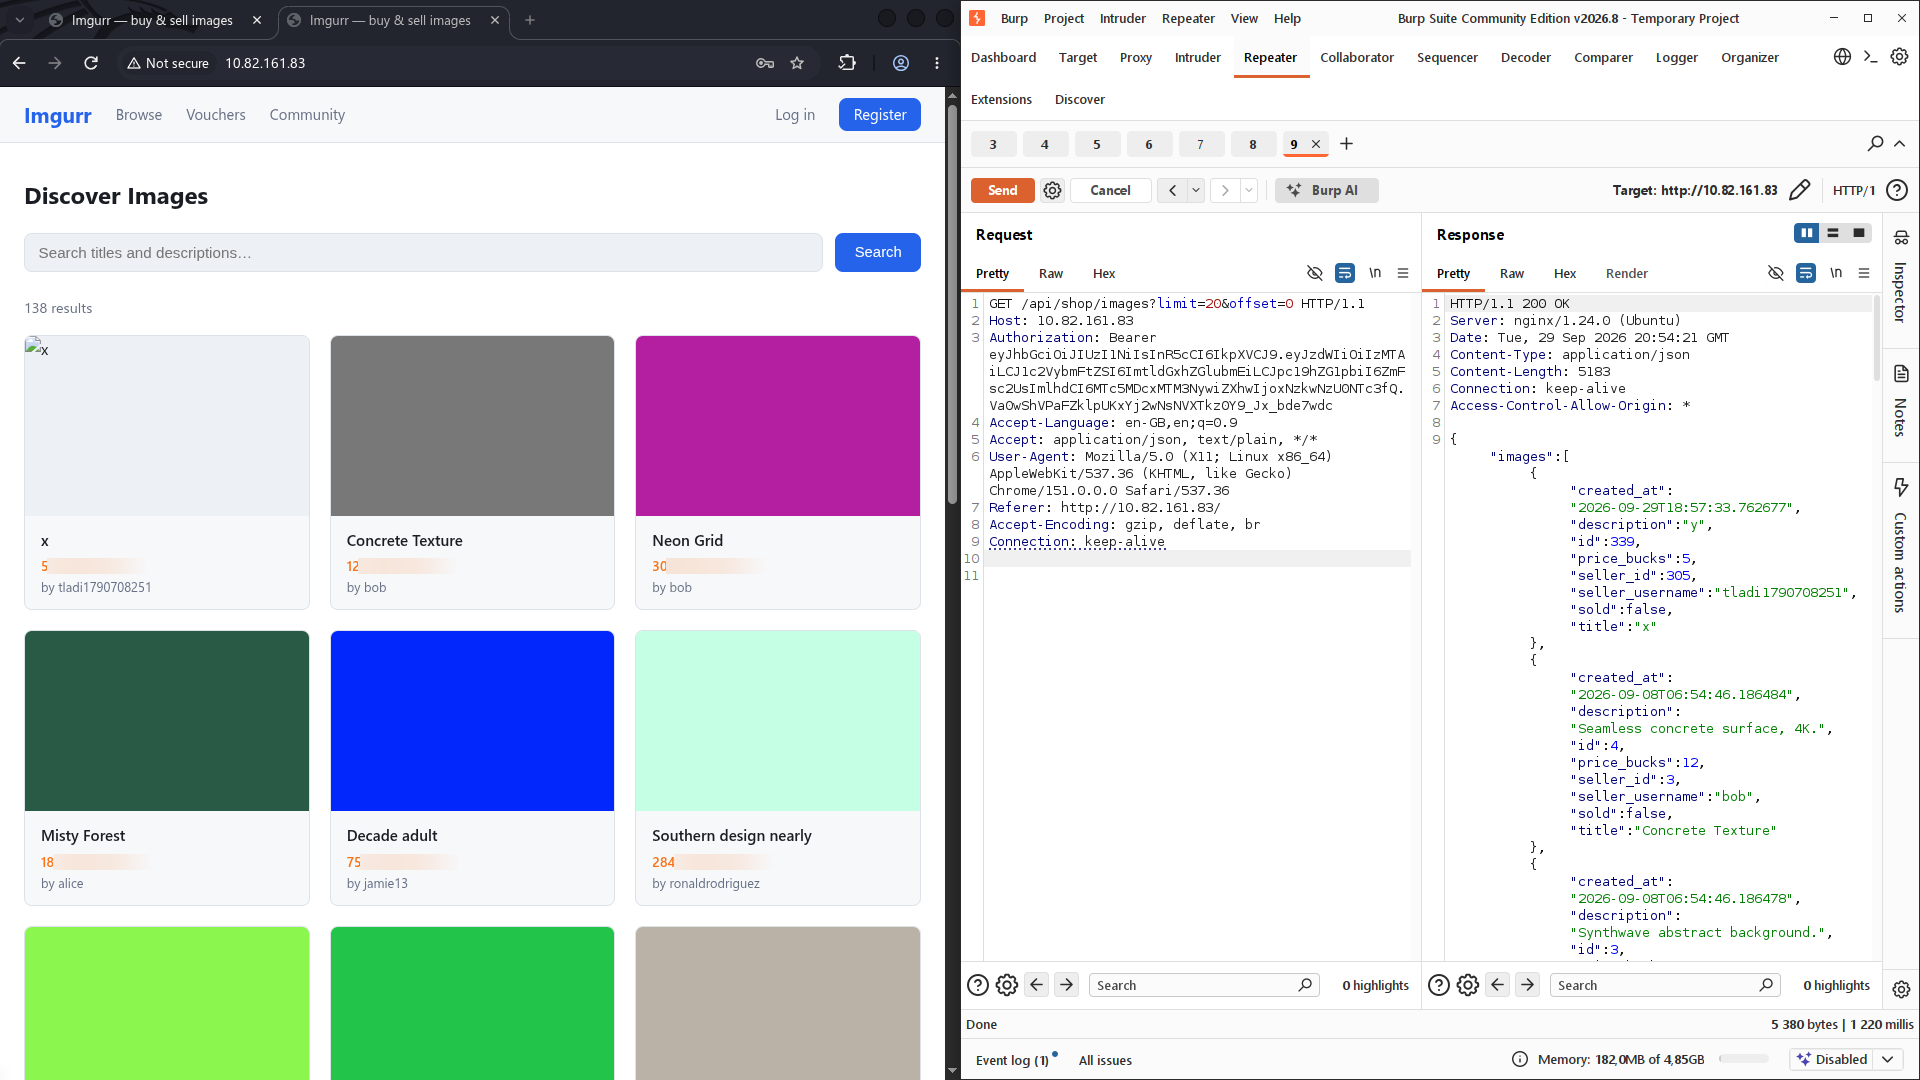 Imgurr — buy & sell images
Imgurr — buy & sell images
Not secure
10.82.161.83
Imgurr
Browse
Vouchers
Community
Log in
Register
Discover Images
Search titles and descriptions…
Search
138 results
x
x
5
by tladi1790708251
Concrete Texture
12
by bob
Neon Grid
30
by bob
Misty Forest
18
by alice
Decade adult
75
by jamie13
Southern design nearly
284
by ronaldrodriguez
Burp Project Intruder Repeater View Help
Burp Suite Community Edition v2026.8 - Temporary Project
Dashboard Target Proxy Intruder Repeater Collaborator Sequencer Decoder Comparer Logger Organizer
Extensions Discover
3 4 5 6 7 8 9
Send
Cancel
Burp AI
Target: http://10.82.161.83
HTTP/1
Request
Pretty Raw Hex
\n
1 GET /api/shop/images?limit=20&offset=0 HTTP/1.1
2 Host: 10.82.161.83
3 Authorization: Bearer
eyJhbGciOiJIUzI1NiIsInR5cCI6IkpXVCJ9.eyJzdWIiOiIzMTA
iLCJ1c2VybmFtZSI6ImtldGxhZGlubmEiLCJpc19hZG1pbiI6ZmF
sc2UsImlhdCI6MTc5MDcxMTM3NywiZXhwIjoxNzkwNzU0NTc3fQ.
Va0wShVPaFZklpUKxYj2wNsNVXTkzOY9_Jx_bde7wdc
4 Accept-Language: en-GB,en;q=0.9
5 Accept: application/json, text/plain, */*
6 User-Agent: Mozilla/5.0 (X11; Linux x86_64)
AppleWebKit/537.36 (KHTML, like Gecko)
Chrome/151.0.0.0 Safari/537.36
7 Referer: http://10.82.161.83/
8 Accept-Encoding: gzip, deflate, br
9 Connection: keep-alive
10
11
Search
0 highlights
Response
Pretty Raw Hex Render
\n
1 HTTP/1.1 200 OK
2 Server: nginx/1.24.0 (Ubuntu)
3 Date: Tue, 29 Sep 2026 20:54:21 GMT
4 Content-Type: application/json
5 Content-Length: 5183
6 Connection: keep-alive
7 Access-Control-Allow-Origin: *
8
9 {
"images":[
{
"created_at":
"2026-09-29T18:57:33.762677",
"description":"y",
"id":339,
"price_bucks":5,
"seller_id":305,
"seller_username":"tladi1790708251",
"sold":false,
"title":"x"
},
{
"created_at":
"2026-09-08T06:54:46.186484",
"description":
"Seamless concrete surface, 4K.",
"id":4,
"price_bucks":12,
"seller_id":3,
"seller_username":"bob",
"sold":false,
"title":"Concrete Texture"
},
{
"created_at":
"2026-09-08T06:54:46.186478",
"description":
"Synthwave abstract background.",
"id":3,
Search
0 highlights
Inspector
Notes
Custom actions
Done
5 380 bytes | 1 220 millis
Event log (1)
All issues
Memory: 182,0MB of 4,85GB
Disabled